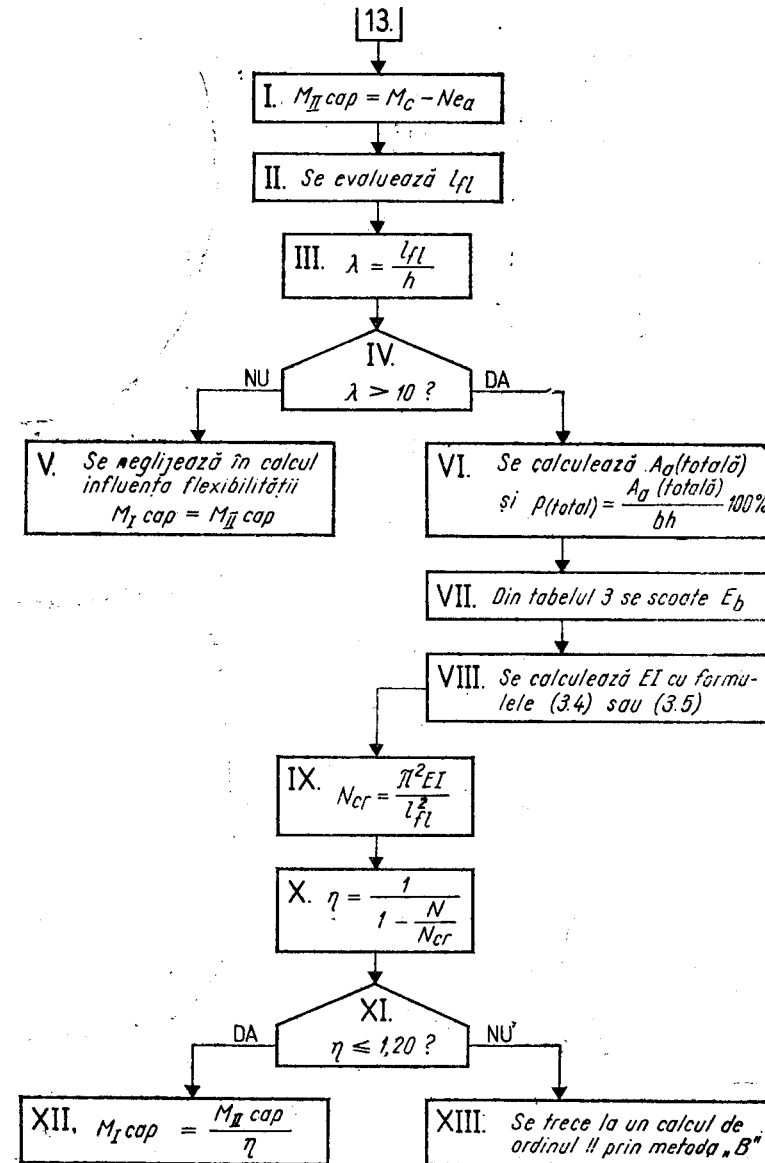 13.
I. M_II cap = M_c – Ne_a
II. Se evaluează l_fl
III. λ = l_fl / h
IV.
NU
λ > 10 ?
DA
V. Se neglijează în calcul
influența flexibilității
M_I cap = M_II cap
VI. Se calculează A_a (totală)
și p(total) = A_a (totală) / bh 100%
VII. Din tabelul 3 se scoate E_b
VIII. Se calculează EI cu formu-
lele (3.4) sau (3.5)
IX. N_cr = π² EI / l_fl²
X. η = 1 / (1 – N / N_cr)
XI.
DA
η ≤ 1,20 ?
NU
XII. M_I cap = M_II cap / η
XIII. Se trece la un calcul de
ordinul II prin metoda „B"